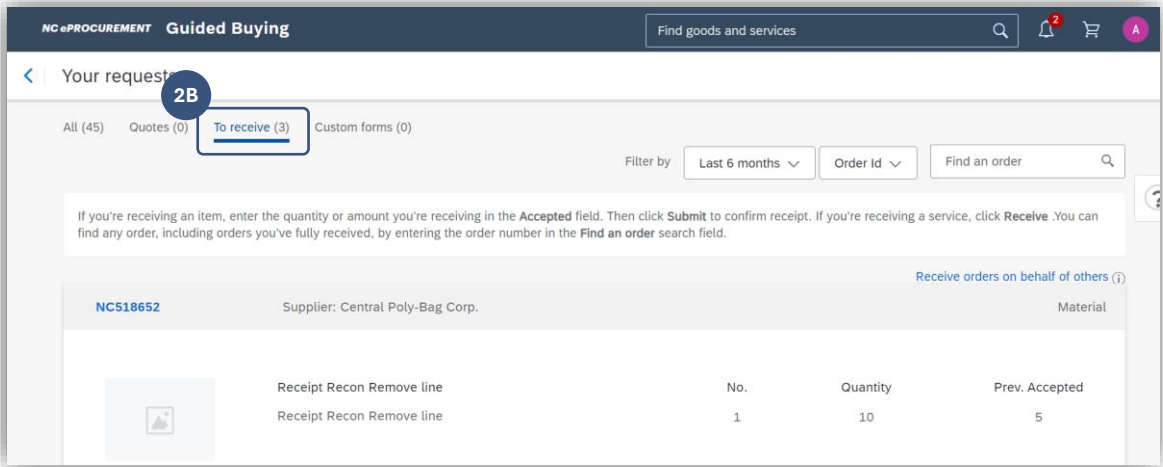 NC ePROCUREMENT Guided Buying
Find goods and services
2
A
Your requests
2B
All (45) Quotes (0) To receive (3) Custom forms (0)
Filter by Last 6 months Order Id Find an order
?
If you're receiving an item, enter the quantity or amount you're receiving in the Accepted field. Then click Submit to confirm receipt. If you're receiving a service, click Receive .You can
find any order, including orders you've fully received, by entering the order number in the Find an order search field.
Receive orders on behalf of others i
NC518652 Supplier: Central Poly-Bag Corp. Material
Receipt Recon Remove line No. Quantity Prev. Accepted
Receipt Recon Remove line 1 10 5